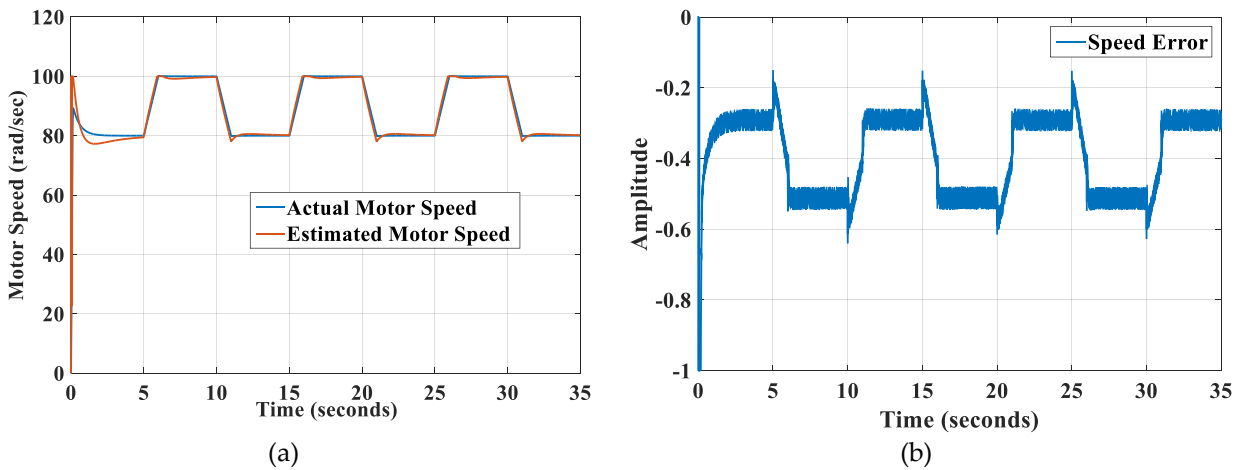 120
100
80
60
40
20
0
Motor Speed (rad/sec)
Actual Motor Speed
Estimated Motor Speed
0 5 10 15 20 25 30 35
Time (seconds)
(a)
0
-0.2
-0.4
-0.6
-0.8
-1
Amplitude
Speed Error
0 5 10 15 20 25 30 35
Time (seconds)
(b)